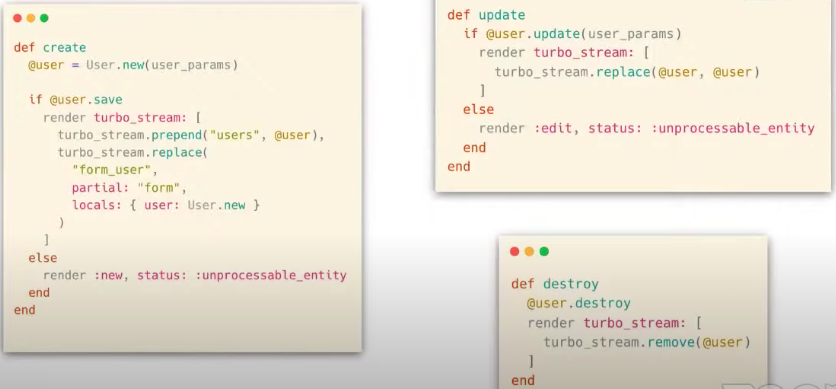 def create
  @user = User.new(user_params)

  if @user.save
    render turbo_stream: [
      turbo_stream.prepend("users", @user),
      turbo_stream.replace(
        "form_user",
        partial: "form",
        locals: { user: User.new }
      )
    ]
  else
    render :new, status: :unprocessable_entity
  end
end
def update
  if @user.update(user_params)
    render turbo_stream: [
      turbo_stream.replace(@user, @user)
    ]
  else
    render :edit, status: :unprocessable_entity
  end
end
def destroy
  @user.destroy
  render turbo_stream: [
    turbo_stream.remove(@user)
  ]
end